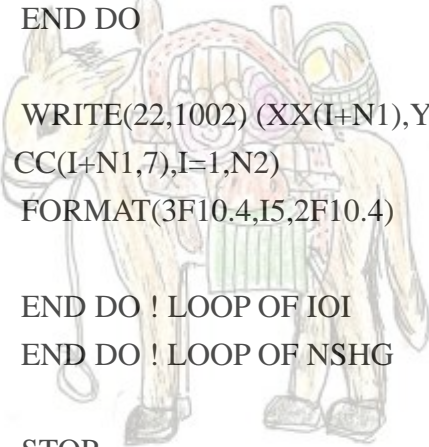 END DO
WRITE(22,1002) (XX(I+N1),Y
CC(I+N1,7),I=1,N2)
FORMAT(3F10.4,I5,2F10.4)
END DO ! LOOP OF IOI
END DO ! LOOP OF NSHG
STOP